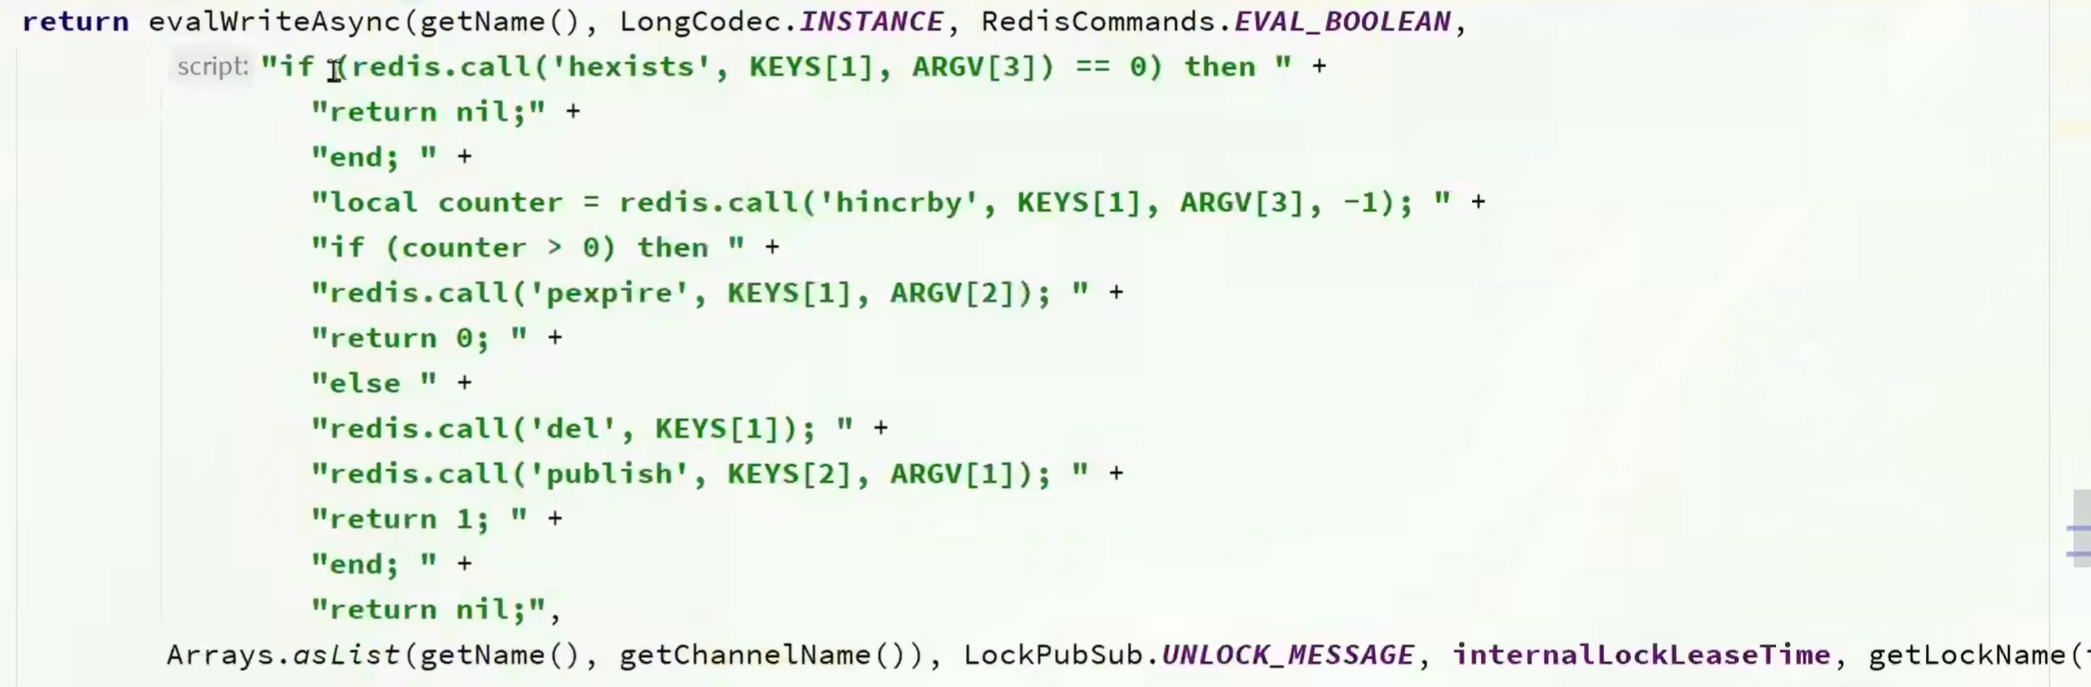 return evalWriteAsync(getName(), LongCodec.INSTANCE, RedisCommands.EVAL_BOOLEAN,
script: "if (redis.call('hexists', KEYS[1], ARGV[3]) == 0) then " +
"return nil;" +
"end; " +
"local counter = redis.call('hincrby', KEYS[1], ARGV[3], -1); " +
"if (counter > 0) then " +
"redis.call('pexpire', KEYS[1], ARGV[2]); " +
"return 0; " +
"else " +
"redis.call('del', KEYS[1]); " +
"redis.call('publish', KEYS[2], ARGV[1]); " +
"return 1; " +
"end; " +
"return nil;",
Arrays.asList(getName(), getChannelName()), LockPubSub.UNLOCK_MESSAGE, internalLockLeaseTime, getLockName(